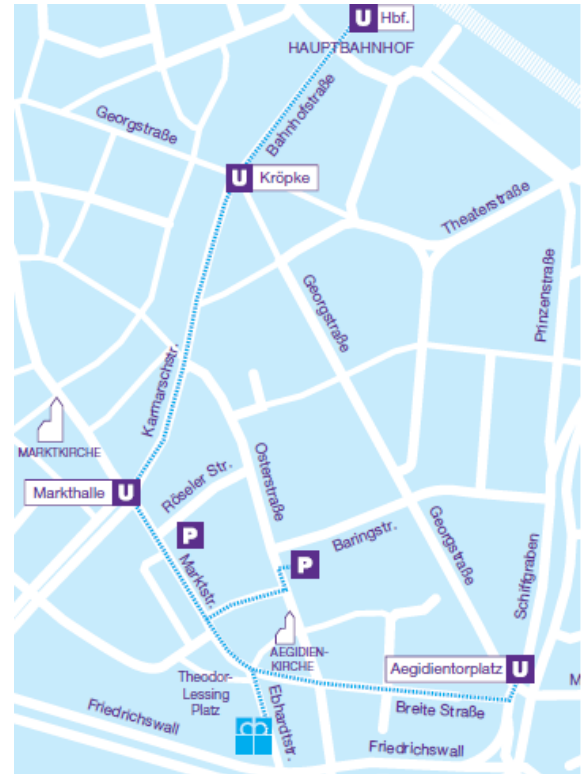 U Hbf.
HAUPTBAHNHOF
Bahnhofstraße
Georgstraße
U Kröpke
Theaterstraße
Georgstraße
Prinzenstraße
Karmarschstr.
MARKTKIRCHE
Osterstraße
Röseler Str.
Markthalle U
P
Marktstr.
P
Baringstr.
Georgstraße
Schiffgraben
AEGIDIEN-
KIRCHE
Aegidientorplatz U
Theodor-
Lessing
Platz
Ebhardtstr.
M
Breite Straße
Friedrichswall
Friedrichswall